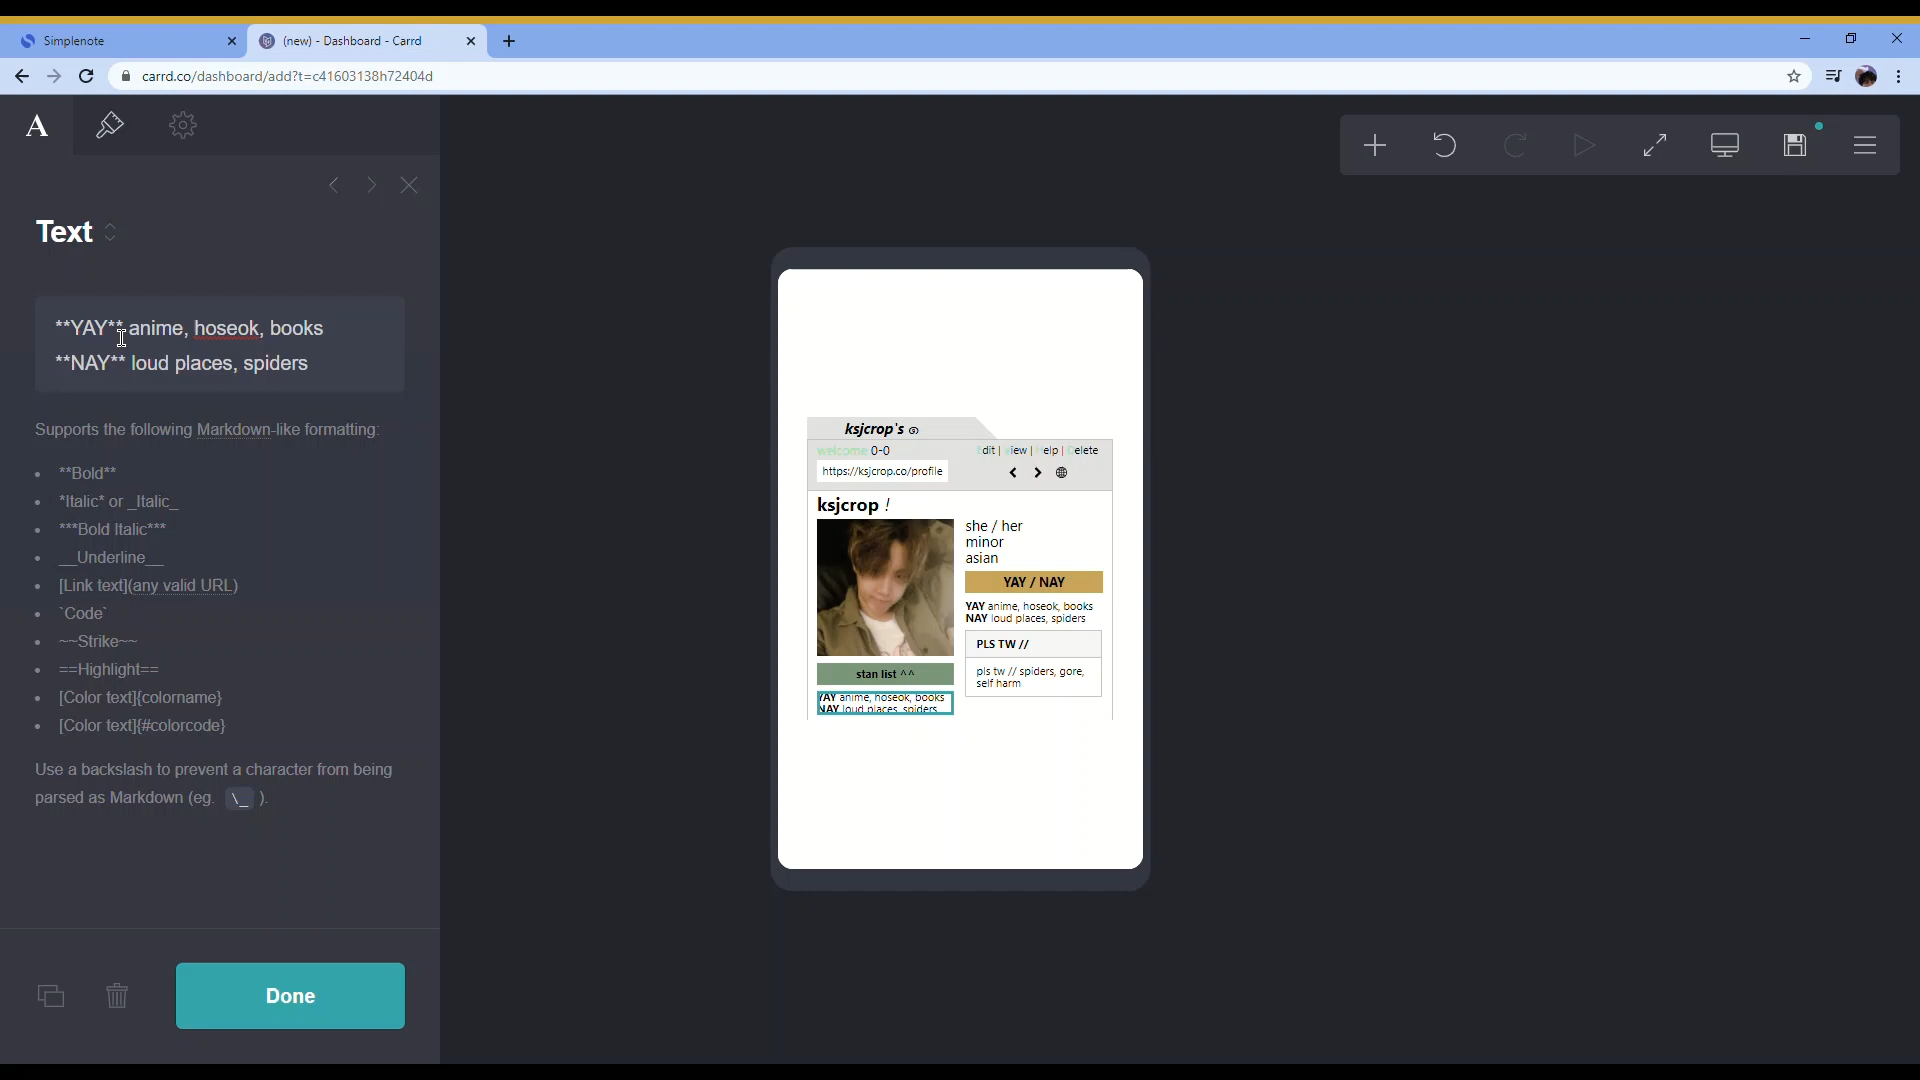 Simplenote
(new) - Dashboard - Carrd
carrd.co/dashboard/add?t=c41603138h72404d
A
Text
**YAY** anime, hoseok, books
**NAY** loud places, spiders
Supports the following Markdown-like formatting:
**Bold**
*Italic* or _Italic_
***Bold Italic***
__Underline__
[Link text](any valid URL)
`Code`
~~Strike~~
==Highlight==
[Color text]{colorname}
[Color text]{#colorcode}
Use a backslash to prevent a character from being
parsed as Markdown (eg. \_ ).
Done
ksjcrop's
welcome 0-0
Edit | View | Help | Delete
https://ksjcrop.co/profile
ksjcrop !
she / her
minor
asian
YAY / NAY
YAY anime, hoseok, books
NAY loud places, spiders
PLS TW //
pls tw // spiders, gore,
self harm
stan list ^^
YAY anime, hoseok, books
NAY loud places, spiders